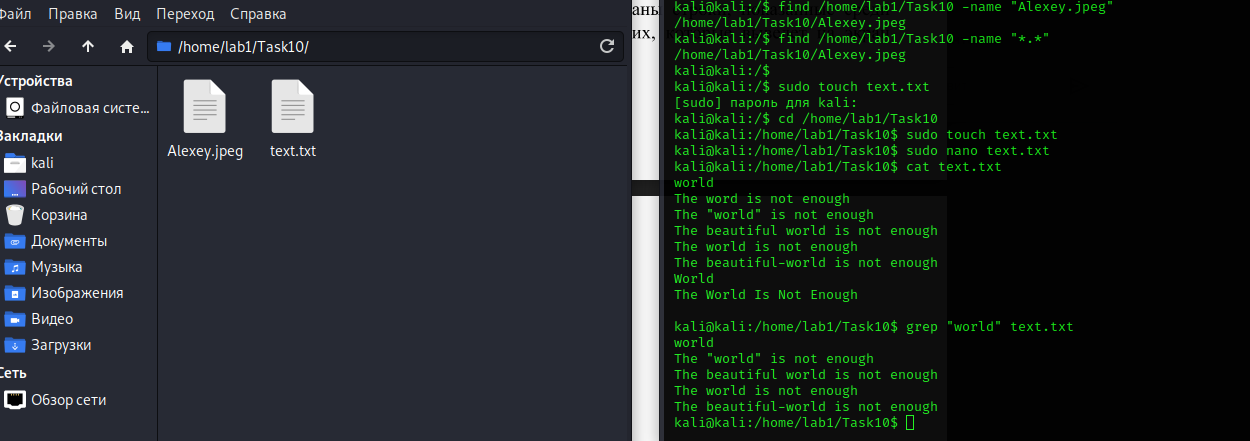 Файл Правка Вид Переход Справка
/home/lab1/Task10/
Устройства
Файловая систе...
Закладки
kali
Рабочий стол
Корзина
Документы
Музыка
Изображения
Видео
Загрузки
Сеть
Обзор сети
Alexey.jpeg
text.txt
их,
kali@kali:/$ find /home/lab1/Task10 -name "Alexey.jpeg"
/home/lab1/Task10/Alexey.jpeg
kali@kali:/$ find /home/lab1/Task10 -name "*.*"
/home/lab1/Task10/Alexey.jpeg
kali@kali:/$
kali@kali:/$ sudo touch text.txt
[sudo] пароль для kali:
kali@kali:/$ cd /home/lab1/Task10
kali@kali:/home/lab1/Task10$ sudo touch text.txt
kali@kali:/home/lab1/Task10$ sudo nano text.txt
kali@kali:/home/lab1/Task10$ cat text.txt
world
The word is not enough
The "world" is not enough
The beautiful world is not enough
The world is not enough
The beautiful-world is not enough
World
The World Is Not Enough
kali@kali:/home/lab1/Task10$ grep "world" text.txt
world
The "world" is not enough
The beautiful world is not enough
The world is not enough
The beautiful-world is not enough
kali@kali:/home/lab1/Task10$